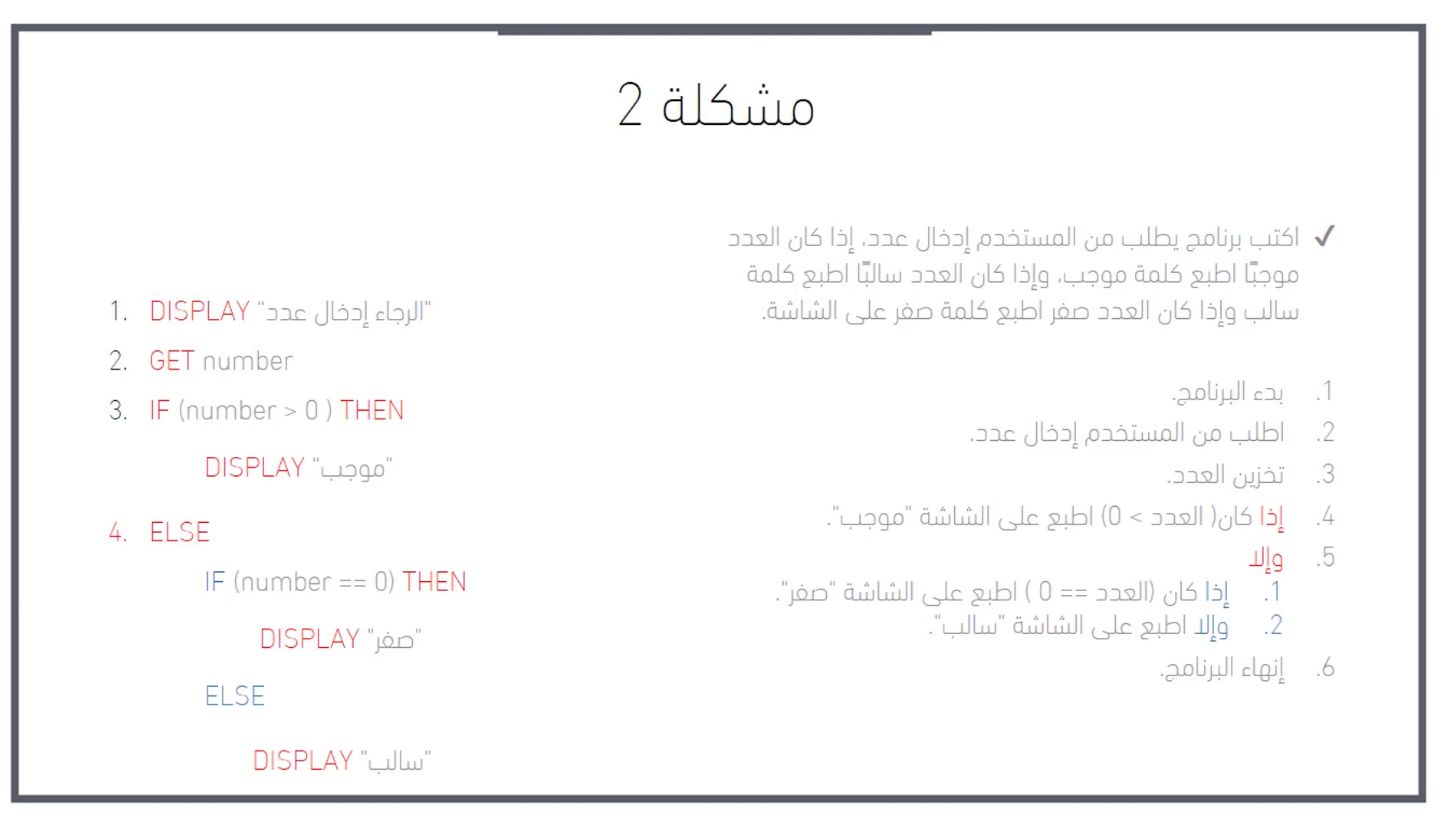 مشكلة 2
✓ اكتب برنامج يطلب من المستخدم إدخال عدد، إذا كان العدد
موجبًا اطبع كلمة موجب، وإذا كان العدد سالبًا اطبع كلمة
سالب وإذا كان العدد صفر اطبع كلمة صفر على الشاشة.
1. بدء البرنامج.
2. اطلب من المستخدم إدخال عدد.
3. تخزين العدد.
4. إذا كان( العدد > 0) اطبع على الشاشة "موجب".
5. وإلا
1. إذا كان (العدد == 0 ) اطبع على الشاشة "صفر".
2. وإلا اطبع على الشاشة "سالب".
6. إنهاء البرنامج.
1. DISPLAY "الرجاء إدخال عدد"
2. GET number
3. IF (number > 0 ) THEN
DISPLAY "موجب"
4. ELSE
IF (number == 0) THEN
DISPLAY "صفر"
ELSE
DISPLAY "سالب"